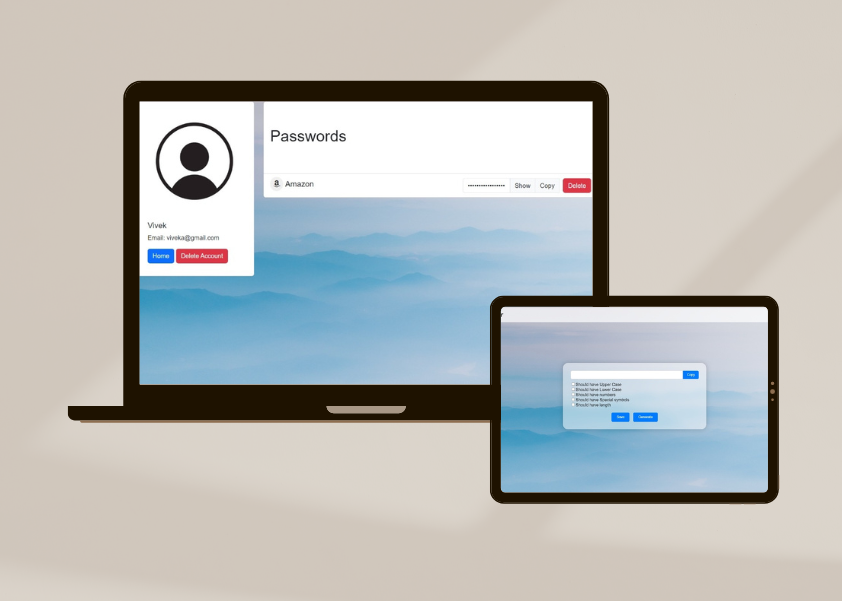 Passwords
a Amazon
•••••••••••••••••• Show Copy Delete
Vivek
Email: viveka@gmail.com
Home Delete Account
Copy
Should have Upper Case
Should have Lower Case
Should have numbers
Should have Special symbols
Should have length
Save Generate